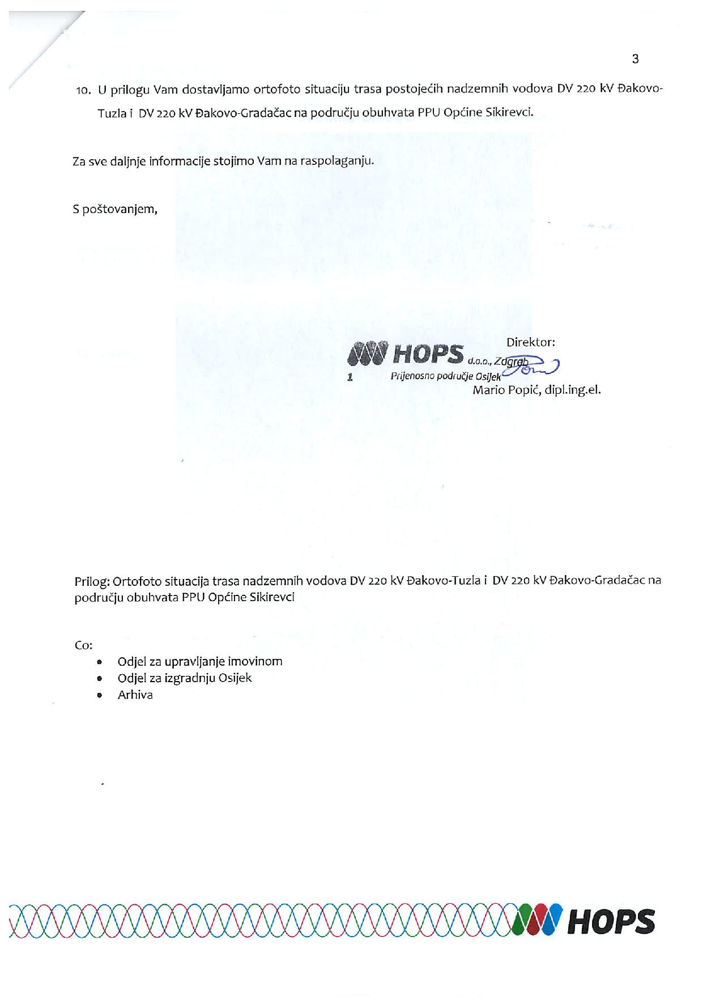 3
10. U prilogu Vam dostavljamo ortofoto situaciju trasa postojećih nadzemnih vodova DV 220 kV Đakovo-
Tuzla i DV 220 kV Đakovo-Gradačac na području obuhvata PPU Općine Sikirevci.
Za sve daljnje informacije stojimo Vam na raspolaganju.
S poštovanjem,
Direktor:
HOPS d.o.o., Zagreb
1 Prijenosno područje Osijek
Mario Popić, dipl.ing.el.
Prilog: Ortofoto situacija trasa nadzemnih vodova DV 220 kV Đakovo-Tuzla i DV 220 kV Đakovo-Gradačac na
području obuhvata PPU Općine Sikirevci
Co:
• Odjel za upravljanje imovinom
• Odjel za izgradnju Osijek
• Arhiva
HOPS